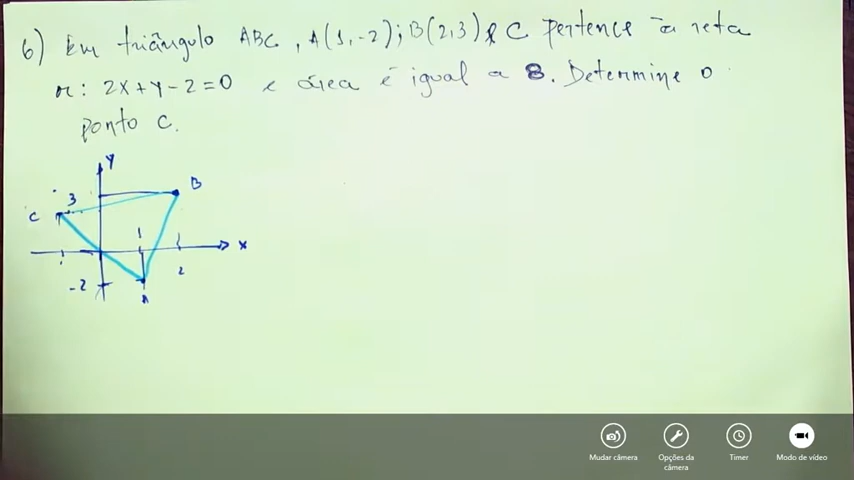 6) Em triângulo ABC, A(1,-2); B(2,3) e C pertence à reta
r: 2x+y-2=0 e área é igual a 8. Determine o
ponto C.
Y
B
3
C
1
X
2
-2
A
Mudar câmera
Opções da câmera
Timer
Modo de vídeo